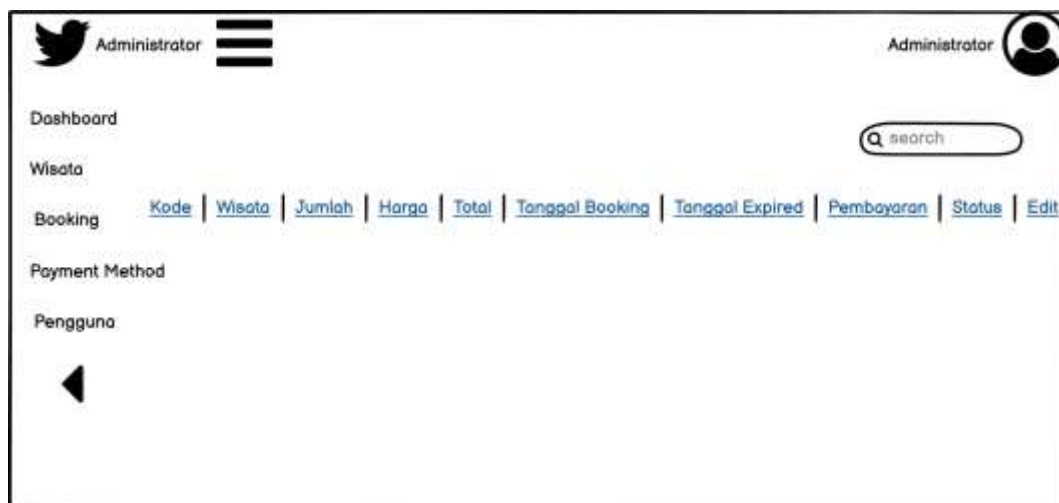 Administrator
Administrator
Dashboard
search
Wisata
Booking
Kode | Wisata | Jumlah | Harga | Total | Tanggal Booking | Tanggal Expired | Pembayaran | Status | Edit
Payment Method
Pengguna